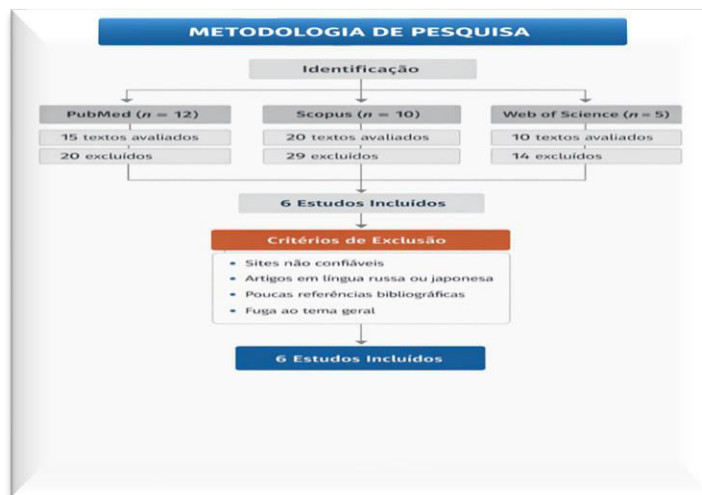 METODOLOGIA DE PESQUISA
Identificação
PubMed (n = 12)
15 textos avaliados
20 excluídos
Scopus (n = 10)
20 textos avaliados
29 excluídos
Web of Science (n = 5)
10 textos avaliados
14 excluídos
6 Estudos Incluídos
Critérios de Exclusão
• Sites não confiáveis
• Artigos em língua russa ou japonesa
• Poucas referências bibliográficas
• Fuga ao tema geral
6 Estudos Incluídos